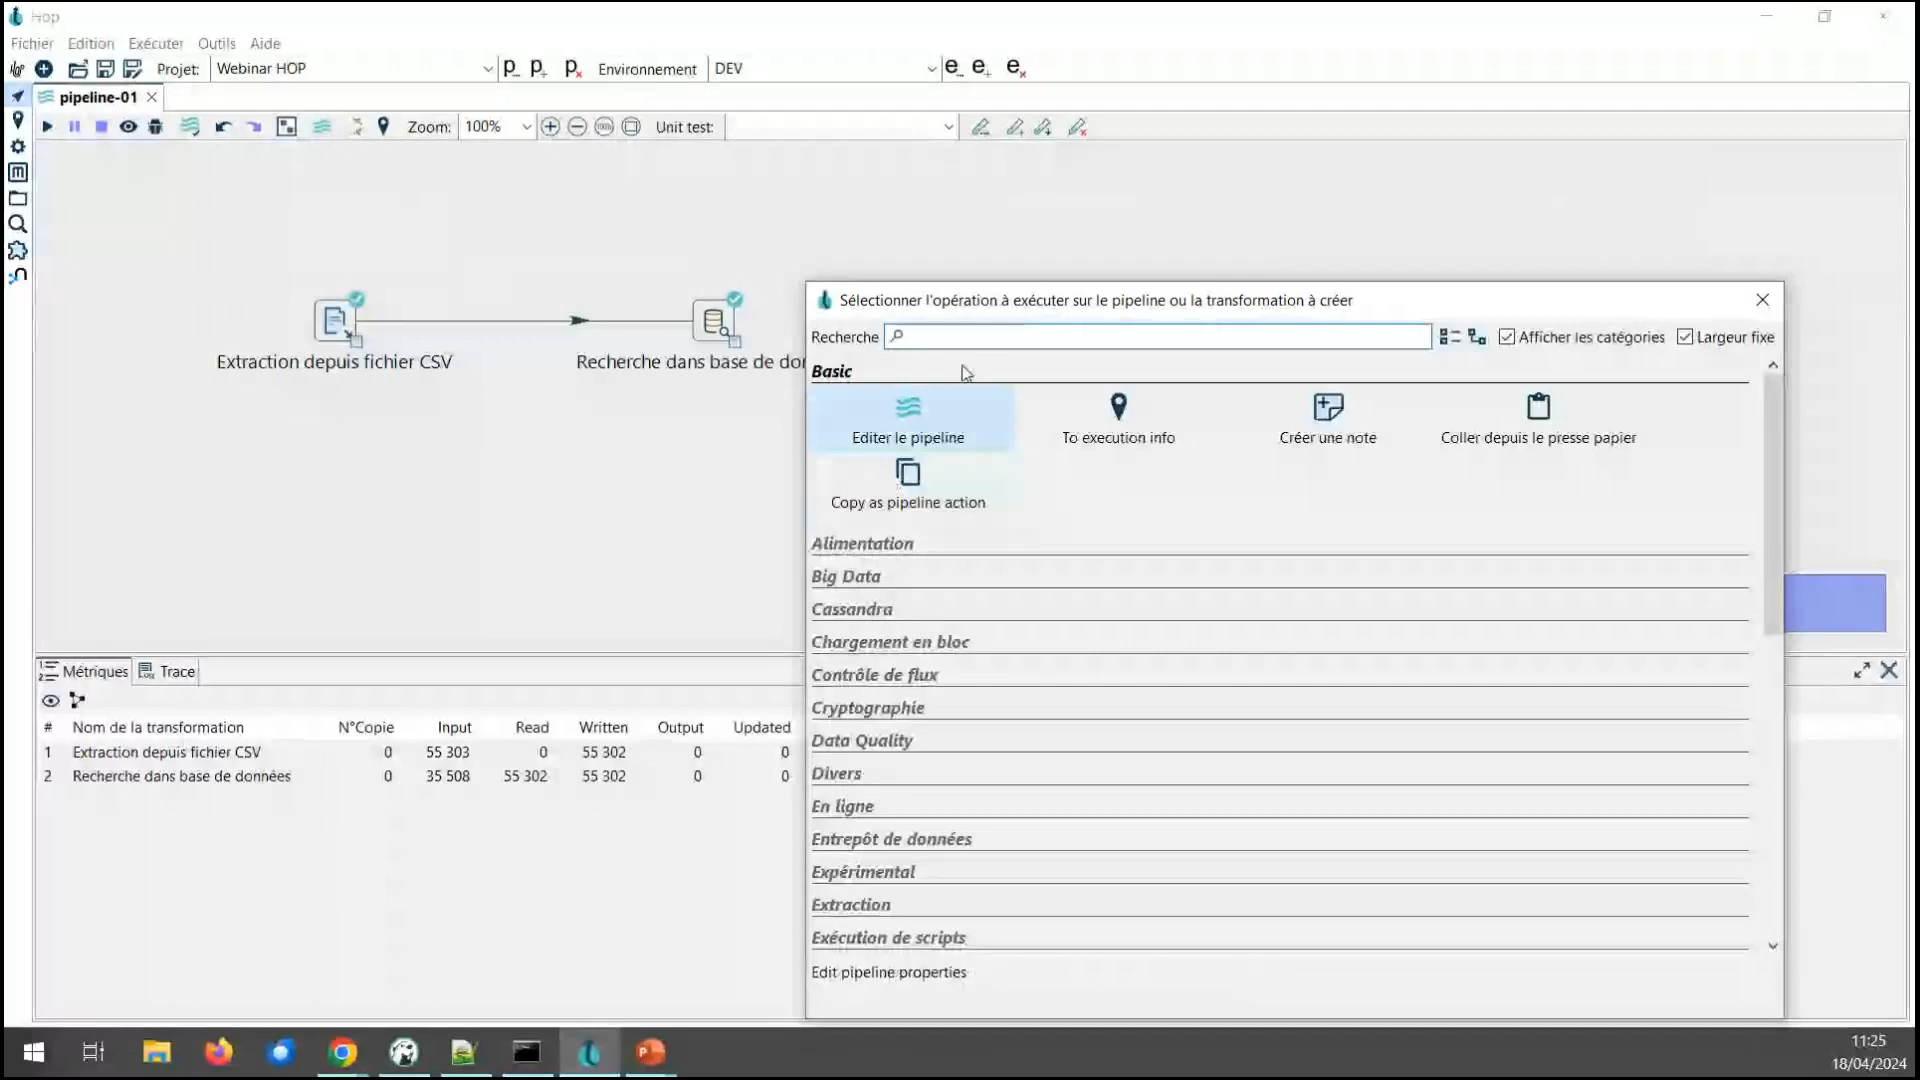 Hop
Fichier Edition Exécuter Outils Aide
Projet: Webinar HOP Environnement DEV
pipeline-01
Zoom: 100% Unit test:
Extraction depuis fichier CSV
Recherche dans base de don
Sélectionner l'opération à exécuter sur le pipeline ou la transformation à créer
Recherche Afficher les catégories Largeur fixe
Basic
Editer le pipeline To execution info Créer une note Coller depuis le presse papier
Copy as pipeline action
Alimentation
Big Data
Cassandra
Chargement en bloc
Contrôle de flux
Cryptographie
Data Quality
Divers
En ligne
Entrepôt de données
Expérimental
Extraction
Exécution de scripts
Edit pipeline properties
Métriques Trace
# Nom de la transformation N°Copie Input Read Written Output Updated
1 Extraction depuis fichier CSV 0 55 303 0 55 302 0 0
2 Recherche dans base de données 0 35 508 55 302 55 302 0 0
11:25
18/04/2024